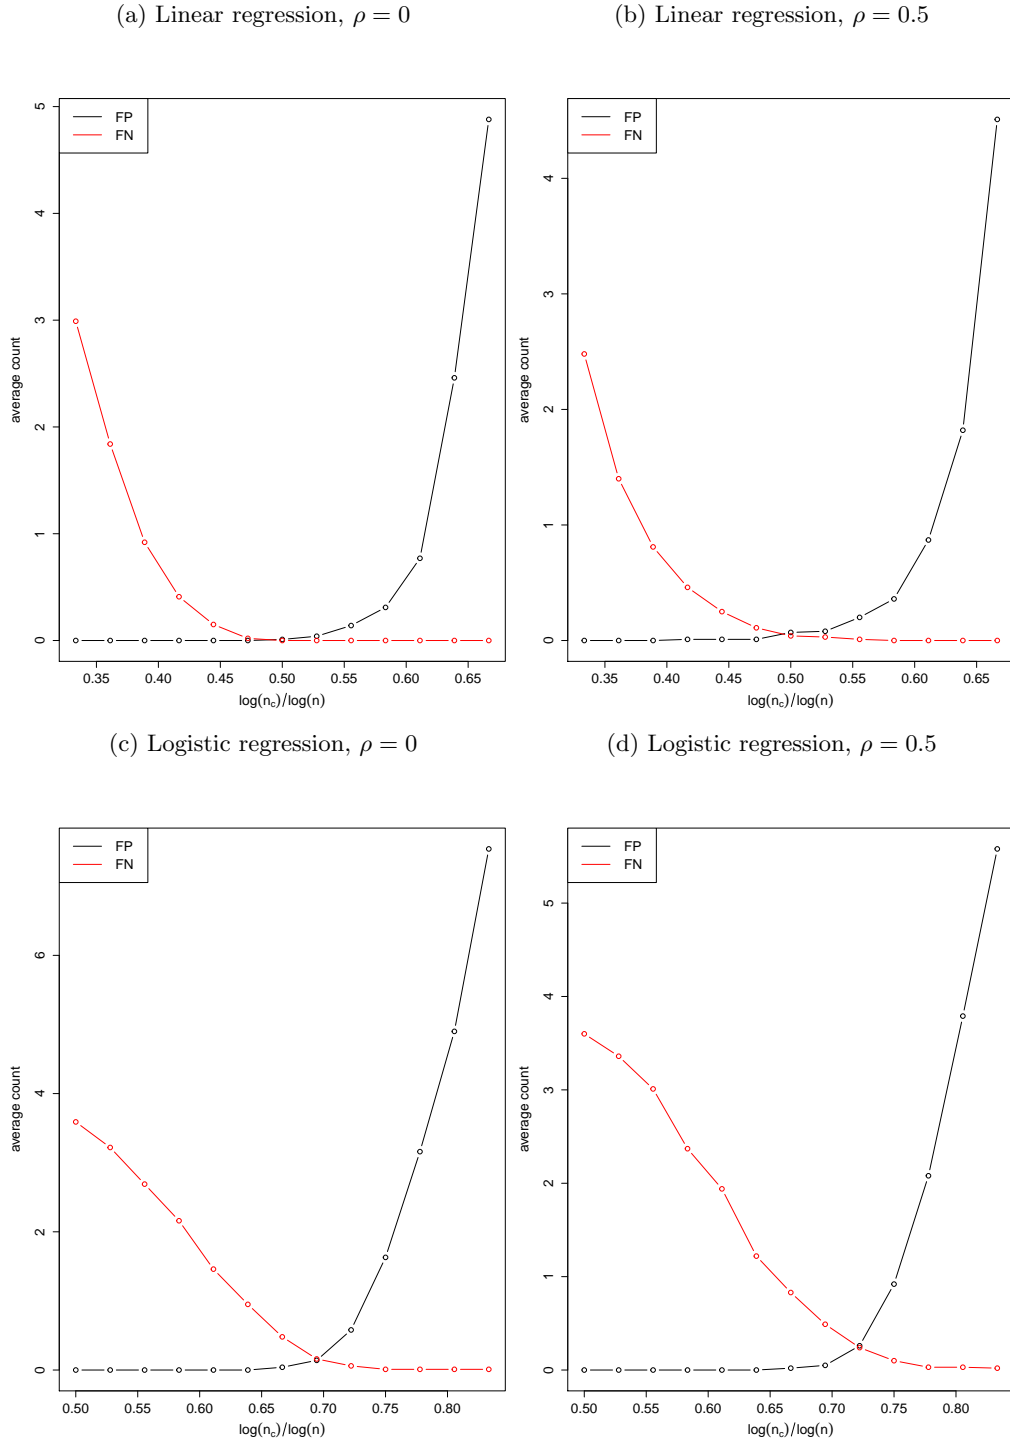 (a) Linear regression, ρ = 0
(b) Linear regression, ρ = 0.5
FP
FN
0 1 2 3 4 5
average count
0.35 0.40 0.45 0.50 0.55 0.60 0.65
log(n_c)/log(n)
FP
FN
0 1 2 3 4
average count
0.35 0.40 0.45 0.50 0.55 0.60 0.65
log(n_c)/log(n)
(c) Logistic regression, ρ = 0
(d) Logistic regression, ρ = 0.5
FP
FN
0 2 4 6
average count
0.50 0.55 0.60 0.65 0.70 0.75 0.80
log(n_c)/log(n)
FP
FN
0 1 2 3 4 5
average count
0.50 0.55 0.60 0.65 0.70 0.75 0.80
log(n_c)/log(n)